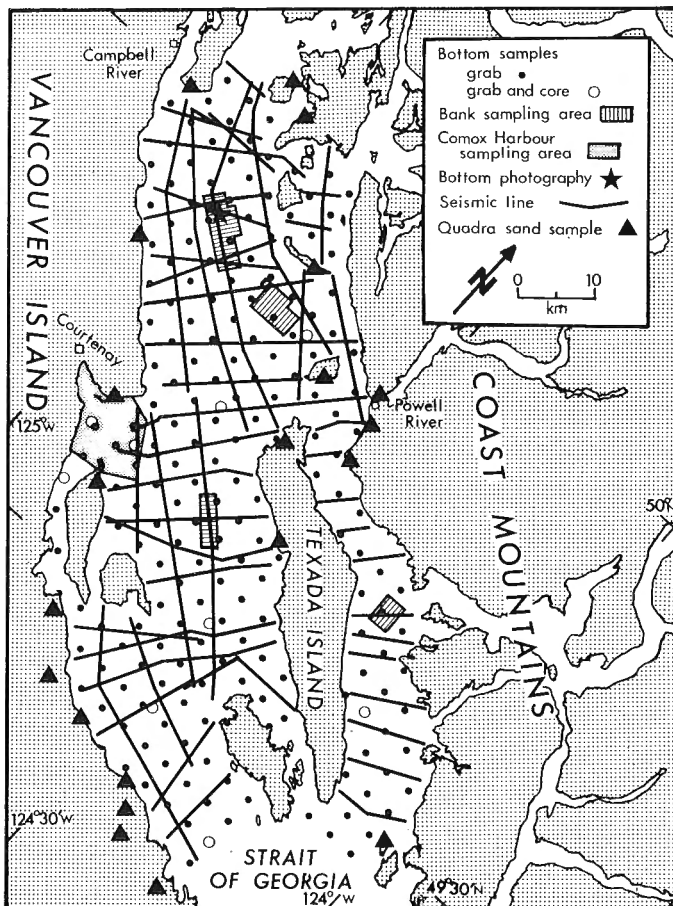 Campbell
River
VANCOUVER ISLAND
Courtenay
125°W
124°30'W
Bottom samples
grab
grab and core
Bank sampling area
Comox Harbour
sampling area
Bottom photography
Seismic line
Quadra sand sample
N
0 10
km
COAST MOUNTAINS
Powell
River
50°N
TEXADA ISLAND
STRAIT
OF GEORGIA
124°W
49°30'N